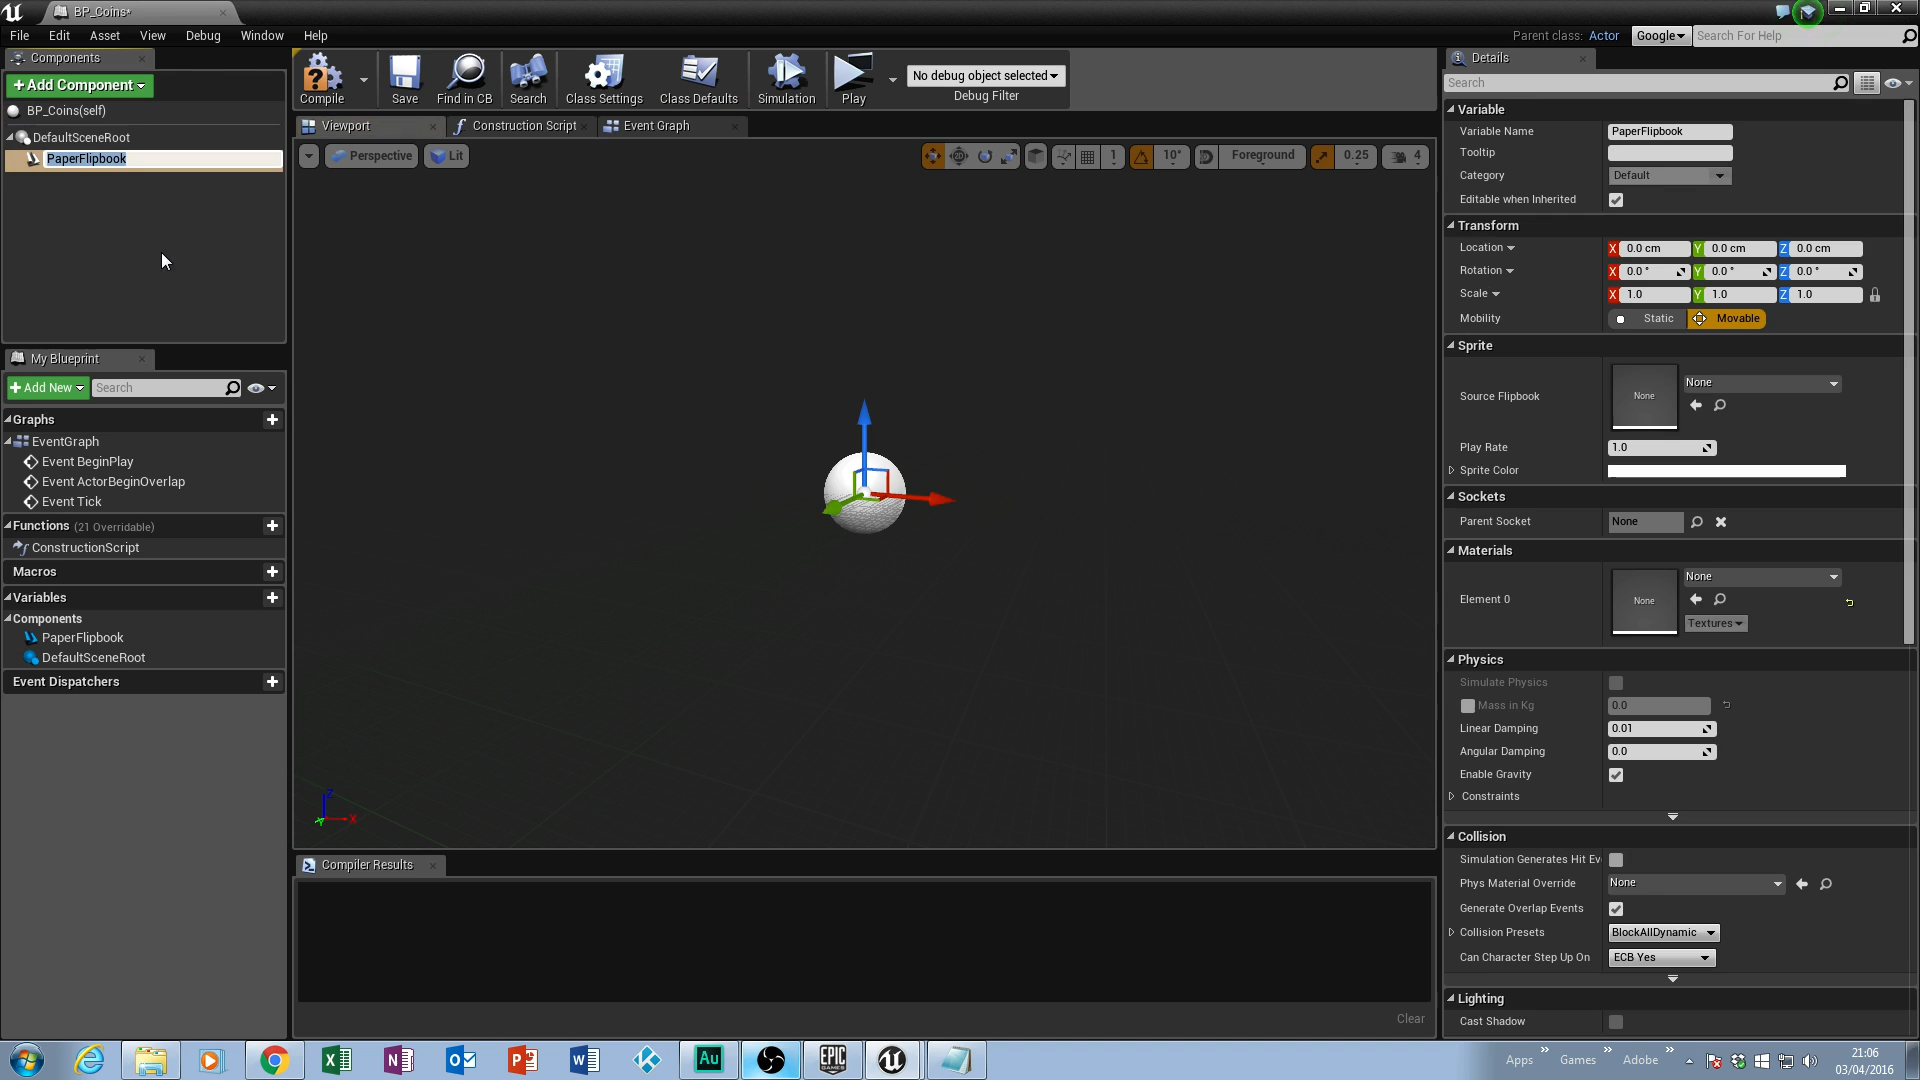 BP_Coins*
File Edit Asset View Debug Window Help
Parent class: Actor Google Search For Help
Components
Add Component
BP_Coins(self)
DefaultSceneRoot
PaperFlipbook
Compile Save Find in CB Search Class Settings Class Defaults Simulation Play
No debug object selected
Debug Filter
Viewport Construction Script Event Graph
Perspective Lit
1 10° Foreground 0.25 4
None
Z
X
Y
My Blueprint
Add New Search
Graphs
EventGraph
Event BeginPlay
Event ActorBeginOverlap
Event Tick
Functions (21 Overridable)
ConstructionScript
Macros
Variables
Components
PaperFlipbook
DefaultSceneRoot
Event Dispatchers
Compiler Results
Clear
Details
Search
Variable
Variable Name PaperFlipbook
Tooltip
Category Default
Editable when Inherited
Transform
Location X 0.0 cm Y 0.0 cm Z 0.0 cm
Rotation X 0.0 ° Y 0.0 ° Z 0.0 °
Scale X 1.0 Y 1.0 Z 1.0
Mobility Static Movable
Sprite
Source Flipbook None None
Play Rate 1.0
Sprite Color
Sockets
Parent Socket None
Materials
Element 0 None None
Textures
Physics
Simulate Physics
Mass in Kg 0.0
Linear Damping 0.01
Angular Damping 0.0
Enable Gravity
Constraints
Collision
Simulation Generates Hit Ev
Phys Material Override None
Generate Overlap Events
Collision Presets BlockAllDynamic
Can Character Step Up On ECB Yes
Lighting
Cast Shadow
Au EPIC GAMES
Apps Games Adobe
21:06
03/04/2016